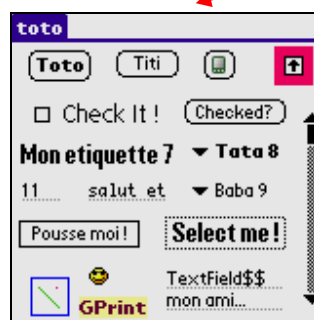 toto
Toto Titi
Check It ! Checked?
Mon etiquette 7 Tata 8
11 salut et Baba 9
Pousse moi ! Select me !
TextField$$
GPrint mon ami...